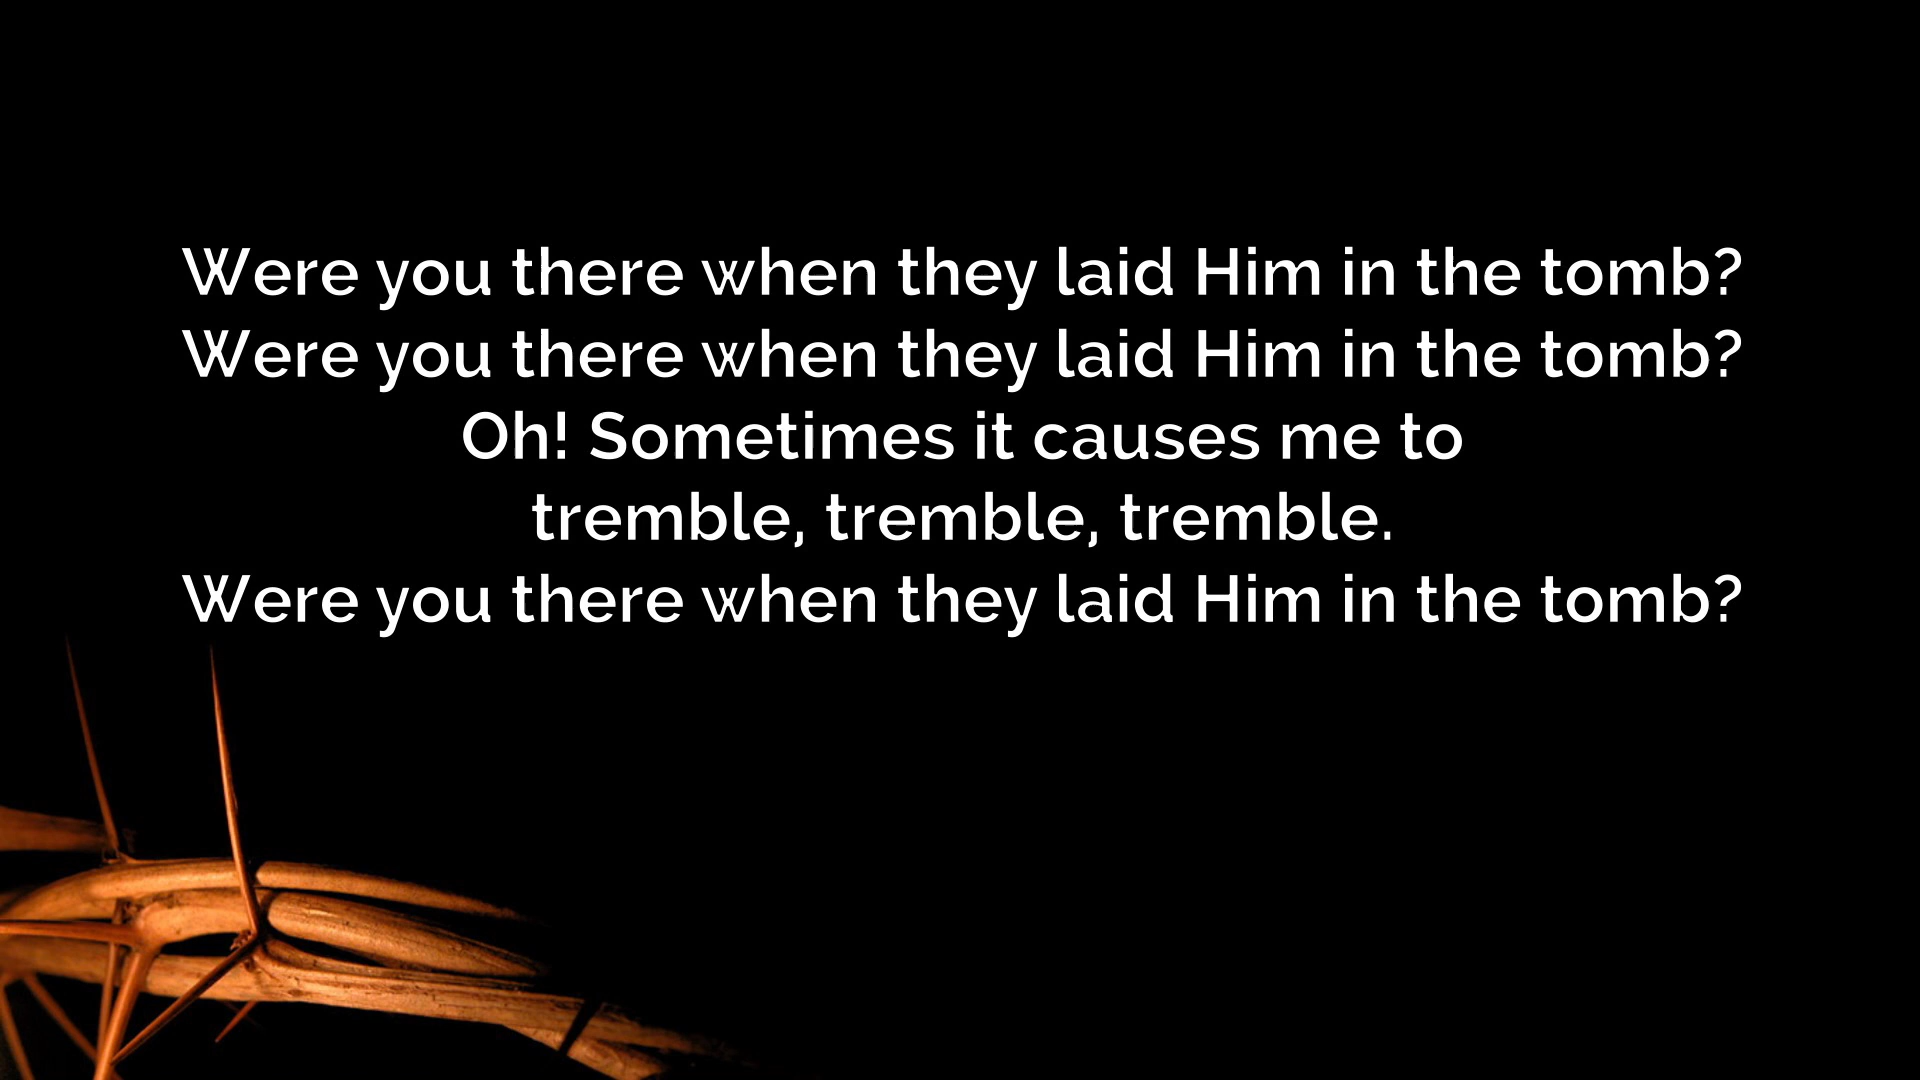 Were you there when they laid Him in the tomb?
Were you there when they laid Him in the tomb?
Oh! Sometimes it causes me to
tremble, tremble, tremble.
Were you there when they laid Him in the tomb?